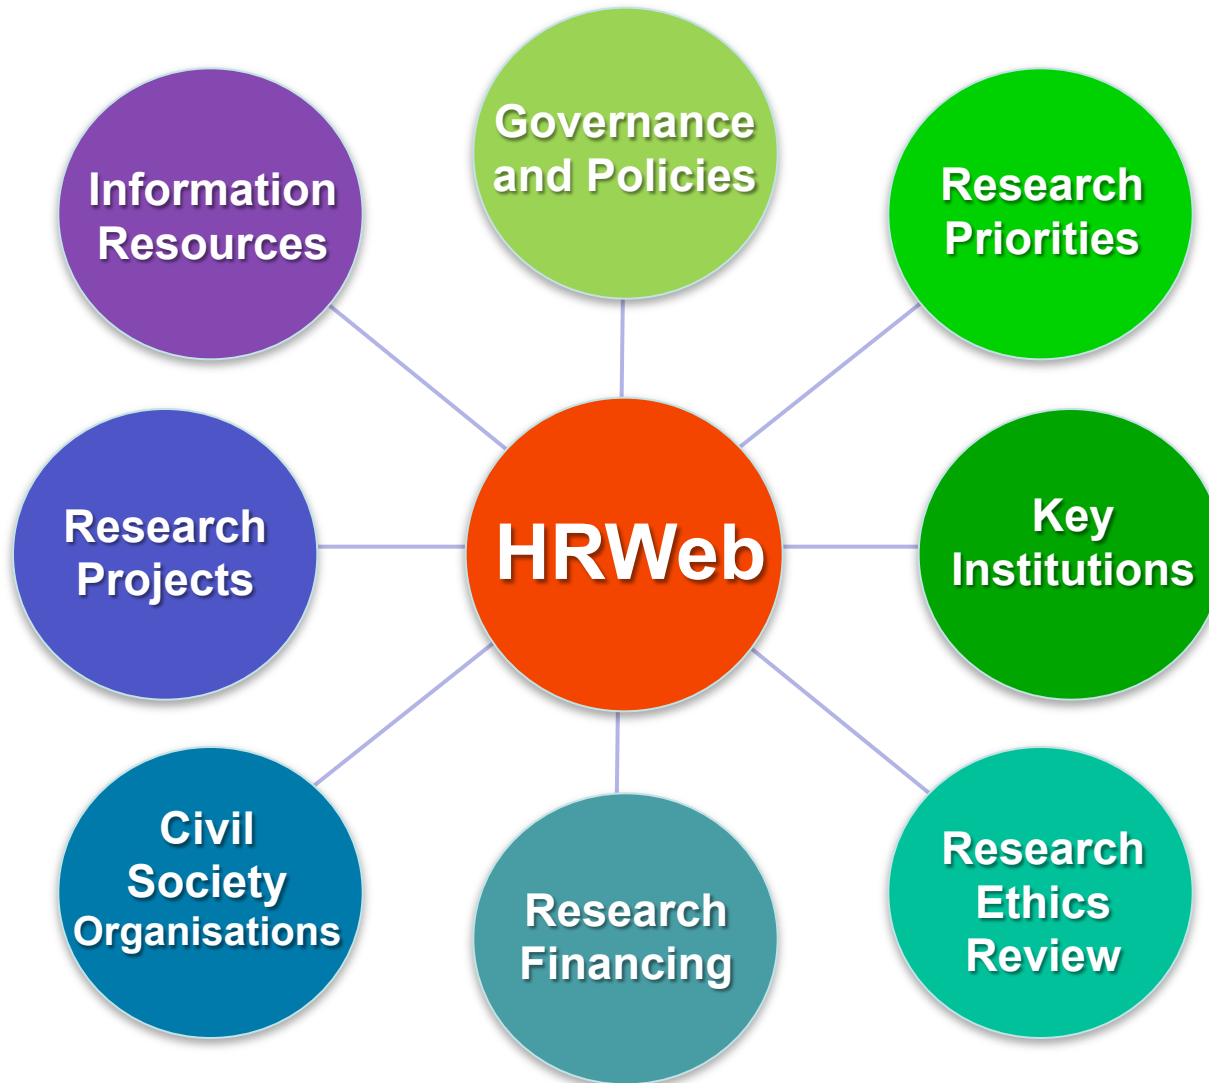 Governance
and Policies
Research
Priorities
Key
Institutions
Research
Ethics
Review
Research
Financing
Civil
Society
Organisations
Research
Projects
Information
Resources
HRWeb